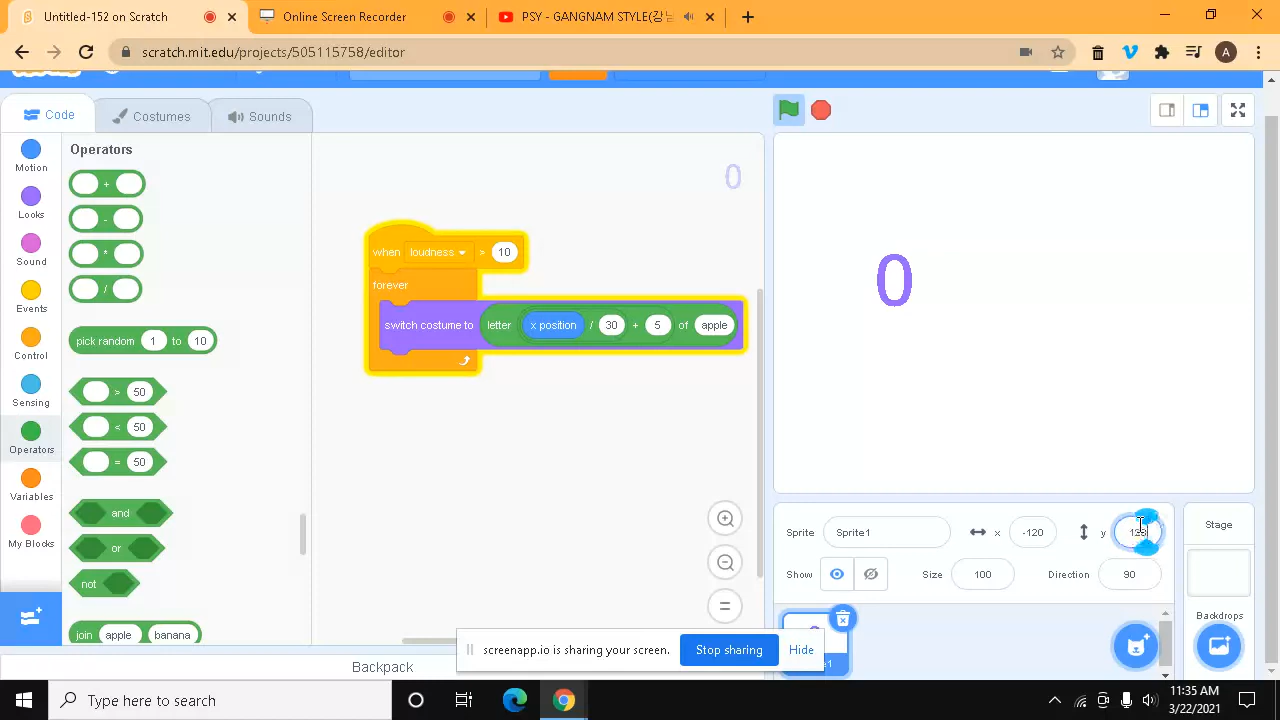 Untitled-152 on Scratch
Online Screen Recorder
PSY - GANGNAM STYLE(강남
scratch.mit.edu/projects/505115758/editor
A
Code
Costumes
Sounds
Motion
Looks
Sound
Events
Control
Sensing
Operators
Variables
My Blocks
Operators
+
-
*
/
pick random 1 to 10
> 50
< 50
= 50
and
or
not
join apple banana
0
when loudness > 10
forever
switch costume to letter x position / 30 + 5 of apple
0
Sprite Sprite1 x -120 y 123
Show Size 100 Direction 90
Stage
Backdrops
screenapp.io is sharing your screen. Stop sharing Hide
Backpack
Type here to search
11:35 AM
3/22/2021